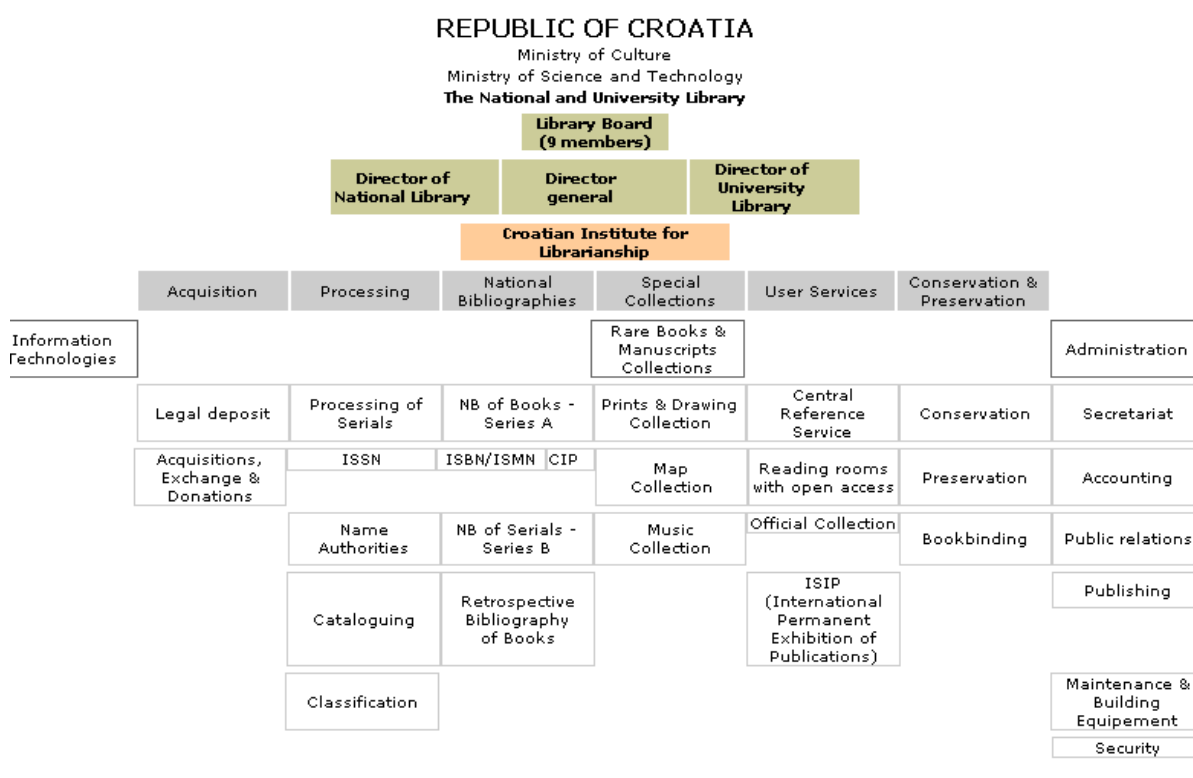 REPUBLIC OF CROATIA
Ministry of Culture
Ministry of Science and Technology
The National and University Library
Library Board
(9 members)
Director of
National Library
Director
general
Director of
University
Library
Croatian Institute for
Librarianship
Acquisition
Processing
National
Bibliographies
Special
Collections
User Services
Conservation &
Preservation
Information
Technologies
Rare Books &
Manuscripts
Collections
Administration
Legal deposit
Processing of
Serials
NB of Books -
Series A
Prints & Drawing
Collection
Central
Reference
Service
Conservation
Secretariat
Acquisitions,
Exchange &
Donations
ISSN
ISBN/ISMN
CIP
Map
Collection
Reading rooms
with open access
Preservation
Accounting
Name
Authorities
NB of Serials -
Series B
Music
Collection
Official Collection
Bookbinding
Public relations
Cataloguing
Retrospective
Bibliography
of Books
ISIP
(International
Permanent
Exhibition of
Publications)
Publishing
Classification
Maintenance &
Building
Equipement
Security